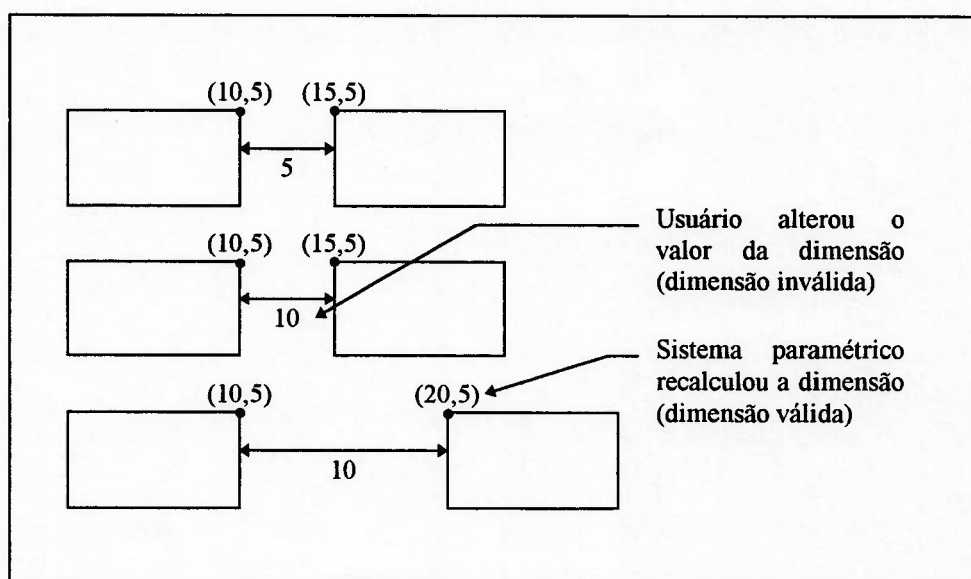 (10,5) (15,5)
5
(10,5) (15,5)
10
Usuário alterou o
valor da dimensão
(dimensão inválida)
Sistema paramétrico
recalculou a dimensão
(dimensão válida)
(10,5) (20,5)
10